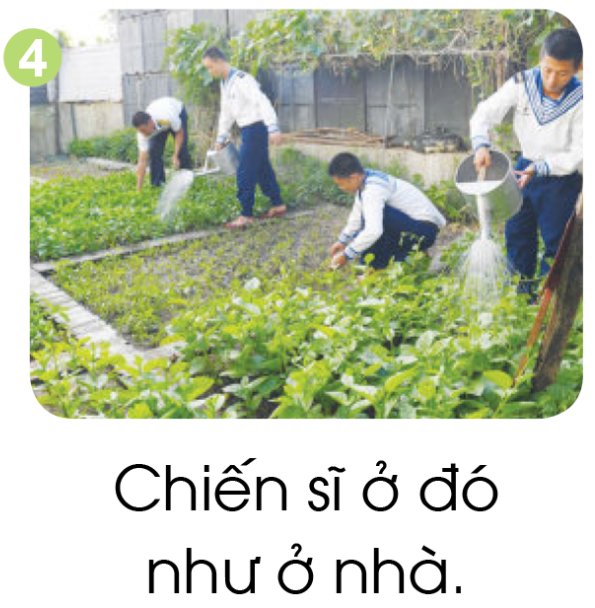 4
Chiến sĩ ở đó
như ở nhà.